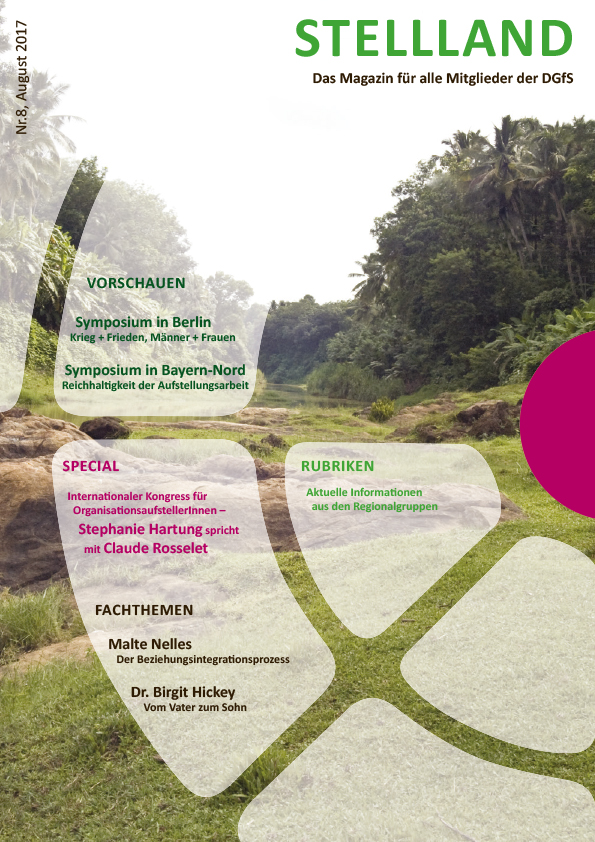 Nr.8, August 2017
STELLLAND
Das Magazin für alle Mitglieder der DGfS
VORSCHAUEN
Symposium in Berlin
Krieg + Frieden, Männer + Frauen
Symposium in Bayern-Nord
Reichhaltigkeit der Aufstellungsarbeit
SPECIAL
Internationaler Kongress für
OrganisationsaufstellerInnen –
Stephanie Hartung spricht
mit Claude Rosselet
RUBRIKEN
Aktuelle Informationen
aus den Regionalgruppen
FACHTHEMEN
Malte Nelles
Der Beziehungsintegrationsprozess
Dr. Birgit Hickey
Vom Vater zum Sohn